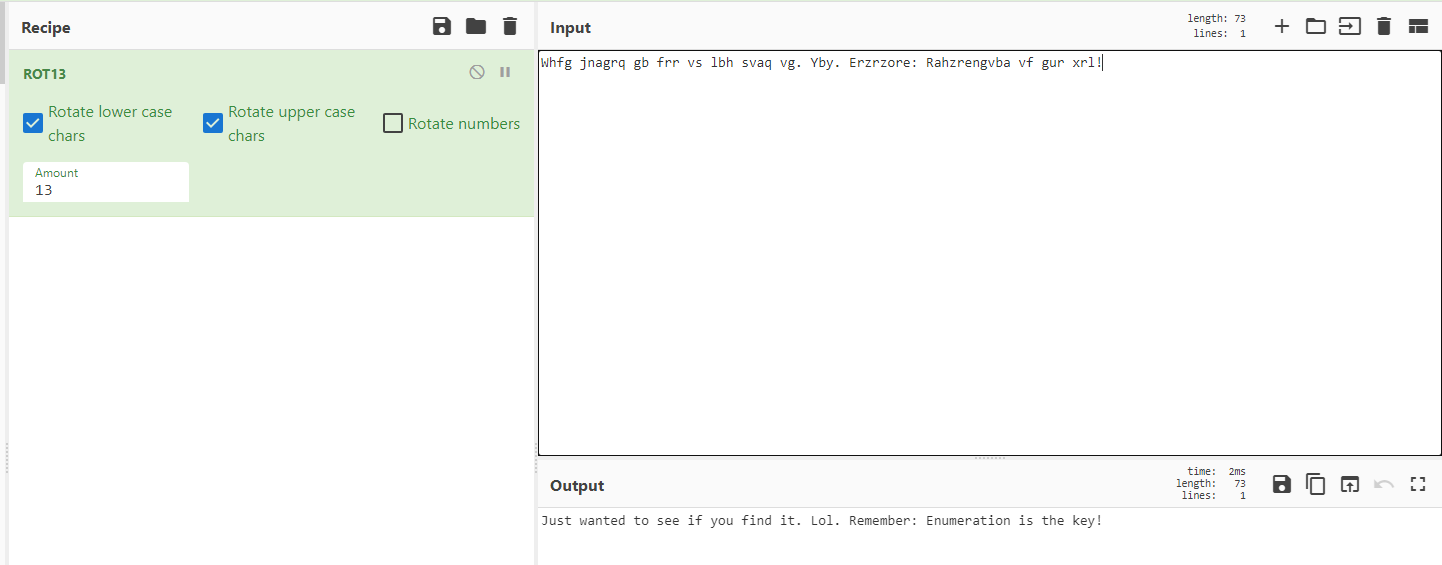 Recipe
ROT13
Rotate lower case
chars
Rotate upper case
chars
Rotate numbers
Amount
13
Input
length: 73
lines: 1
Whfg jnagrq gb frr vs lbh svaq vg. Yby. Erzrzore: Rahzrengvba vf gur xrl!
Output
time: 2ms
length: 73
lines: 1
Just wanted to see if you find it. Lol. Remember: Enumeration is the key!